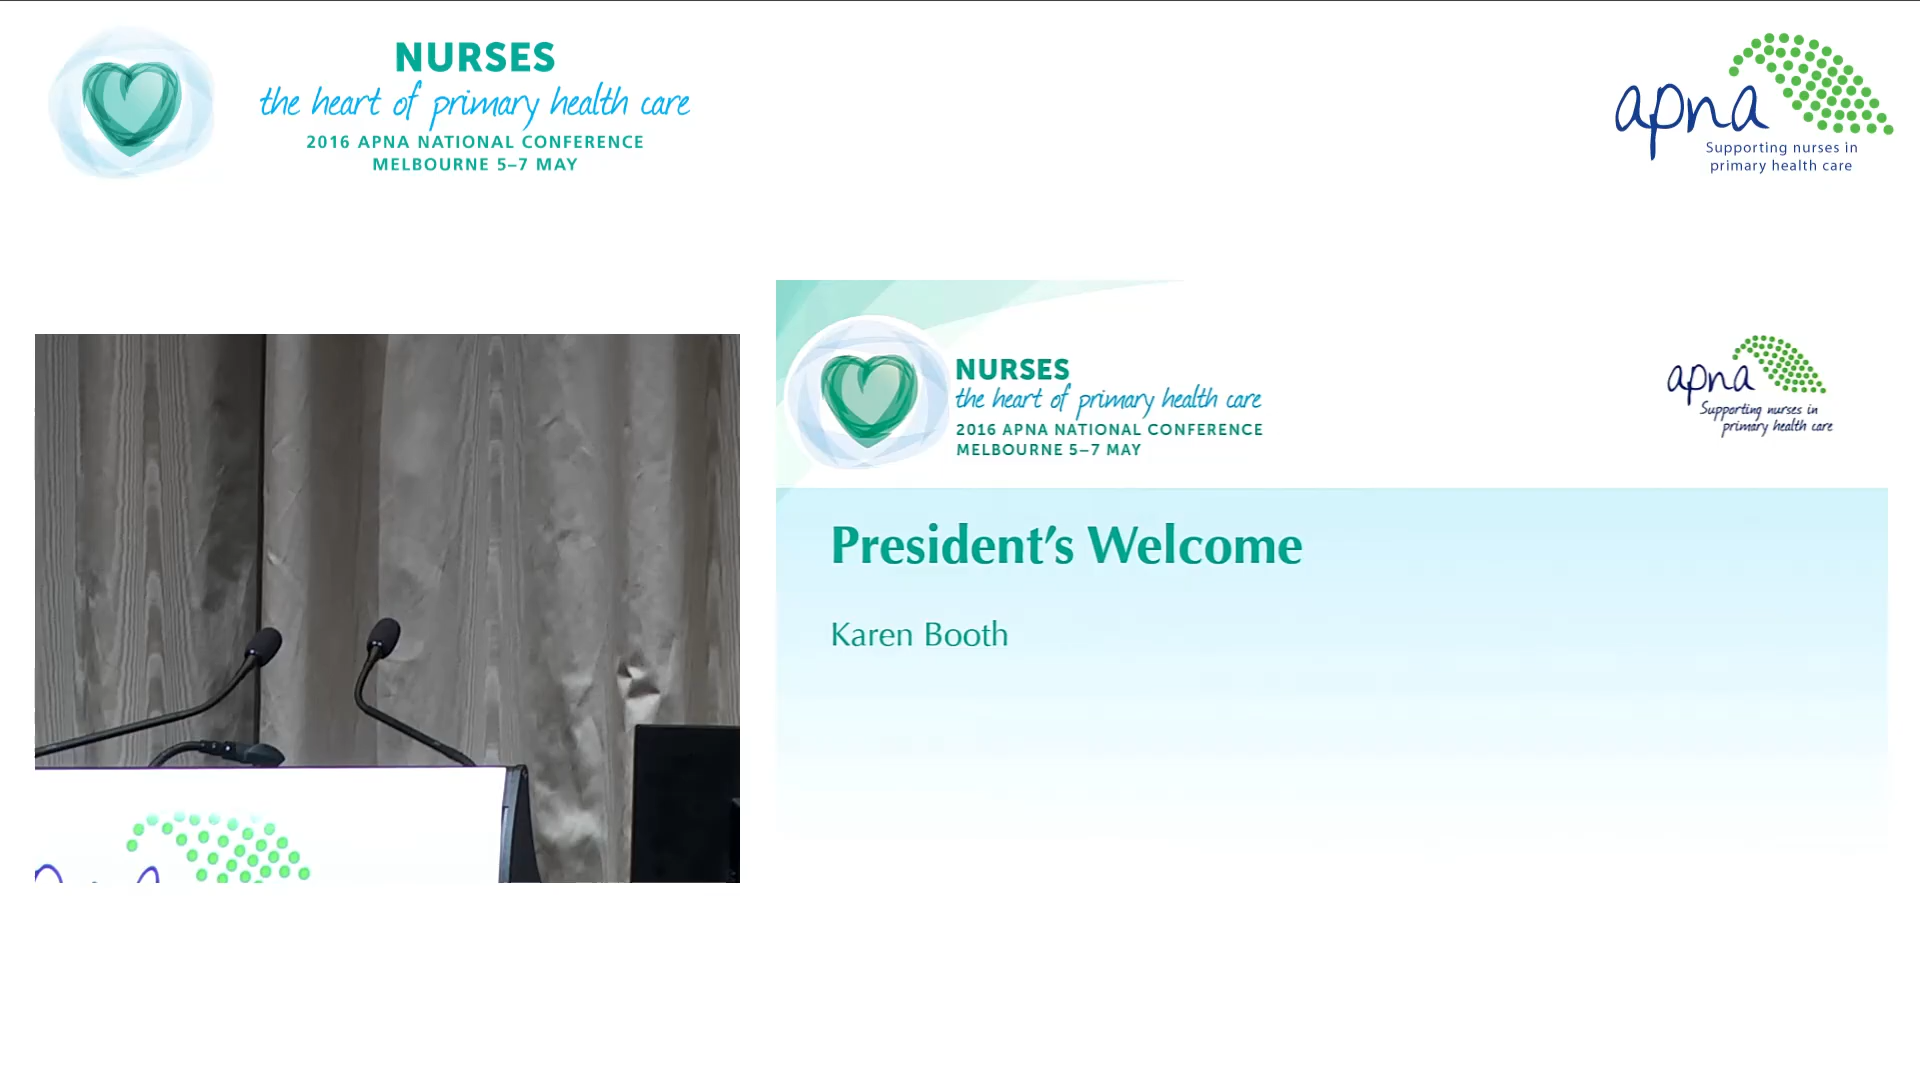 NURSES
the heart of primary health care
2016 APNA NATIONAL CONFERENCE
MELBOURNE 5–7 MAY
apna
Supporting nurses in
primary health care
NURSES
the heart of primary health care
2016 APNA NATIONAL CONFERENCE
MELBOURNE 5–7 MAY
apna
Supporting nurses in
primary health care
President’s Welcome
Karen Booth